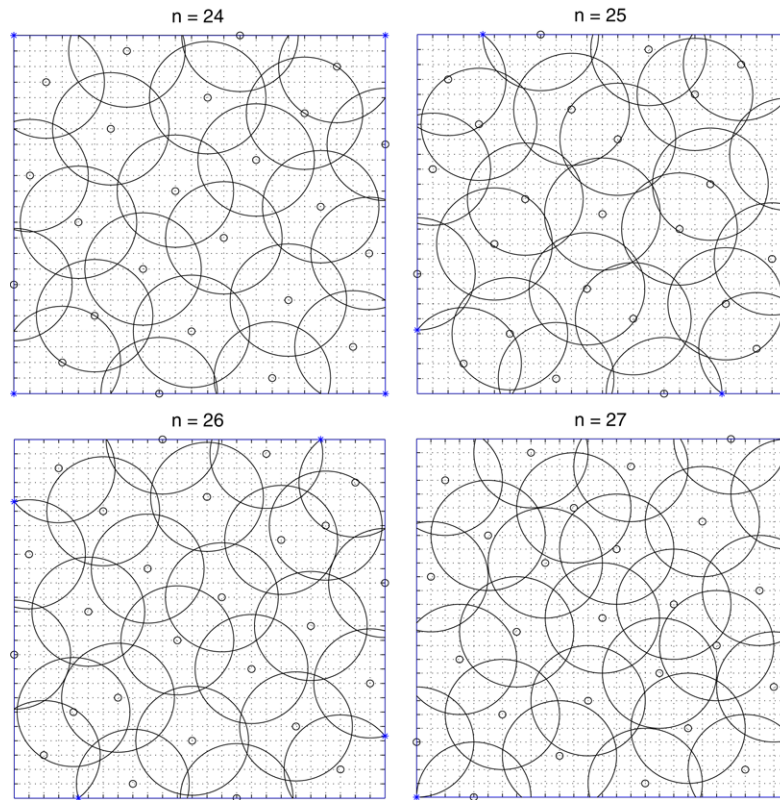 n = 24
n = 25
n = 26
n = 27